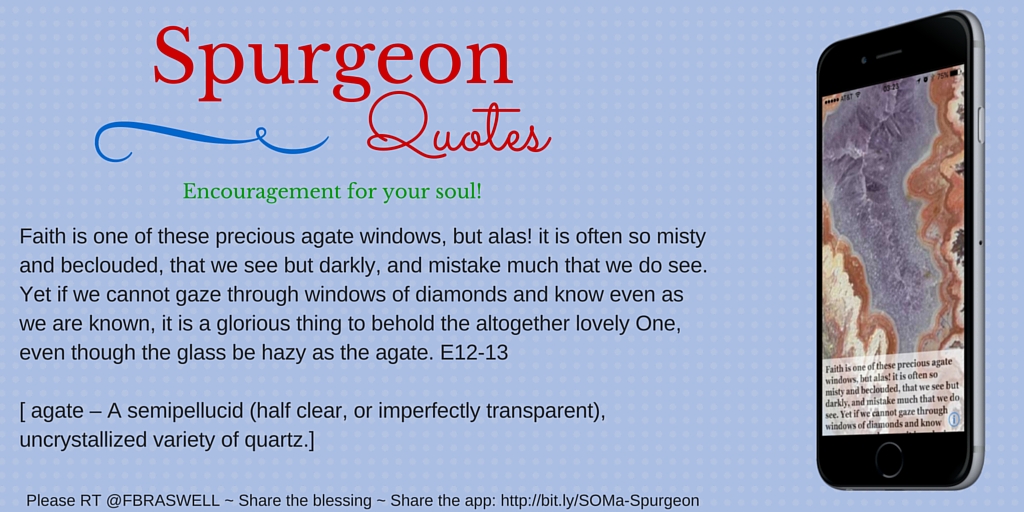 Spurgeon
Quotes
Encouragement for your soul!
Faith is one of these precious agate windows, but alas! it is often so misty
and beclouded, that we see but darkly, and mistake much that we do see.
Yet if we cannot gaze through windows of diamonds and know even as
we are known, it is a glorious thing to behold the altogether lovely One,
even though the glass be hazy as the agate. E12-13
[ agate – A semipellucid (half clear, or imperfectly transparent),
uncrystallized variety of quartz.]
Please RT @FBRASWELL ~ Share the blessing ~ Share the app: http://bit.ly/SOMa-Spurgeon
AT&T
75%
Faith is one of these precious agate
windows, but alas! it is often so
misty and beclouded, that we see but
darkly, and mistake much that we do
see. Yet if we cannot gaze through
windows of diamonds and know